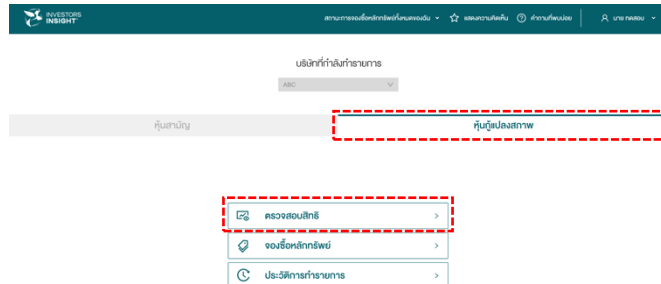 INVESTORS
INSIGHT
สถานะการจองซื้อหลักทรัพย์ทั้งหมดของฉัน
แสดงความคิดเห็น
คำถามที่พบบ่อย
นาย ทดสอบ
บริษัทที่กำลังทำรายการ
ABC
หุ้นสามัญ
หุ้นกู้แปลงสภาพ
ตรวจสอบสิทธิ
จองซื้อหลักทรัพย์
ประวัติการทำรายการ